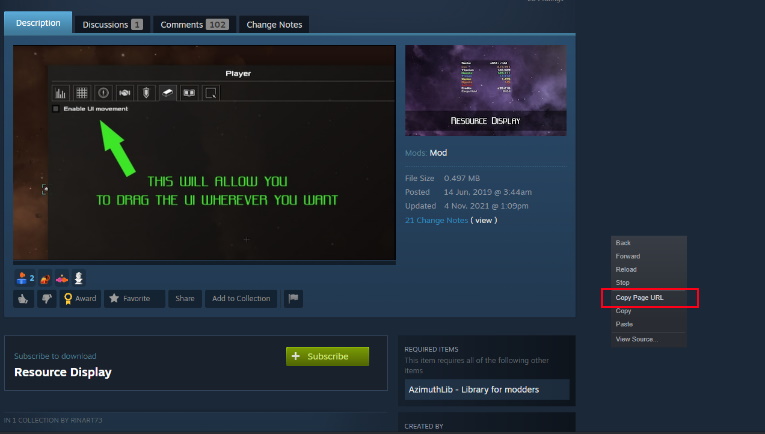 Description
Discussions 1
Comments 102
Change Notes
Player
Enable UI movement
THIS WILL ALLOW YOU
TO DRAG THE UI WHEREVER YOU WANT
RESOURCE DISPLAY
Mods: Mod
File Size 0.497 MB
Posted 14 Jun, 2019 @ 3:44am
Updated 4 Nov, 2021 @ 1:09pm
21 Change Notes ( view )
2
Award
Favorite
Share
Add to Collection
Back
Forward
Reload
Stop
Copy Page URL
Copy
Paste
View Source...
Subscribe to download
Resource Display
+ Subscribe
REQUIRED ITEMS
This item requires all of the following other
items
AzimuthLib - Library for modders
IN 1 COLLECTION BY RINART73
CREATED BY